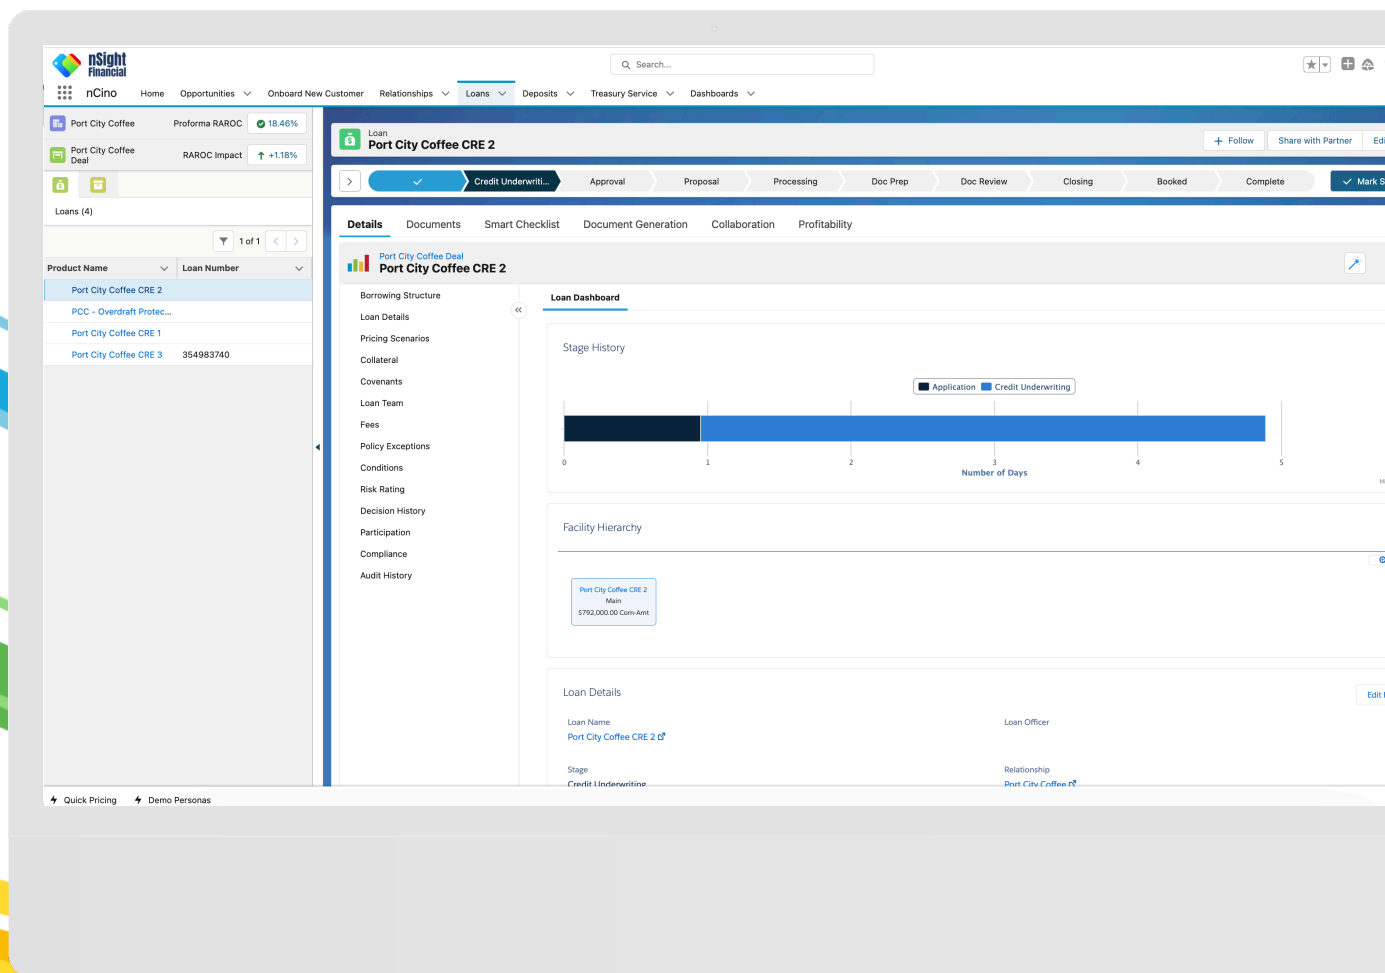 nSight
Financial
Search...
nCino Home Opportunities Onboard New Customer Relationships Loans Deposits Treasury Service Dashboards
Port City Coffee Proforma RAROC 18.46%
Port City Coffee
Deal RAROC Impact +1.18%
Loans (4)
1 of 1
Product Name Loan Number
Port City Coffee CRE 2
PCC - Overdraft Protec...
Port City Coffee CRE 1
Port City Coffee CRE 3 354983740
Loan
Port City Coffee CRE 2
Follow Share with Partner Edi
Credit Underwriti... Approval Proposal Processing Doc Prep Doc Review Closing Booked Complete Mark S
Details Documents Smart Checklist Document Generation Collaboration Profitability
Port City Coffee Deal
Port City Coffee CRE 2
Borrowing Structure
Loan Details
Pricing Scenarios
Collateral
Covenants
Loan Team
Fees
Policy Exceptions
Conditions
Risk Rating
Decision History
Participation
Compliance
Audit History
Loan Dashboard
Stage History
Application Credit Underwriting
0 1 2 3 4 5
Number of Days
Facility Hierarchy
Port City Coffee CRE 2
Main
$792,000.00 Com-Amt
Loan Details
Edit
Loan Name Loan Officer
Port City Coffee CRE 2
Stage Relationship
Credit Underwriting Port City Coffee
Quick Pricing Demo Personas